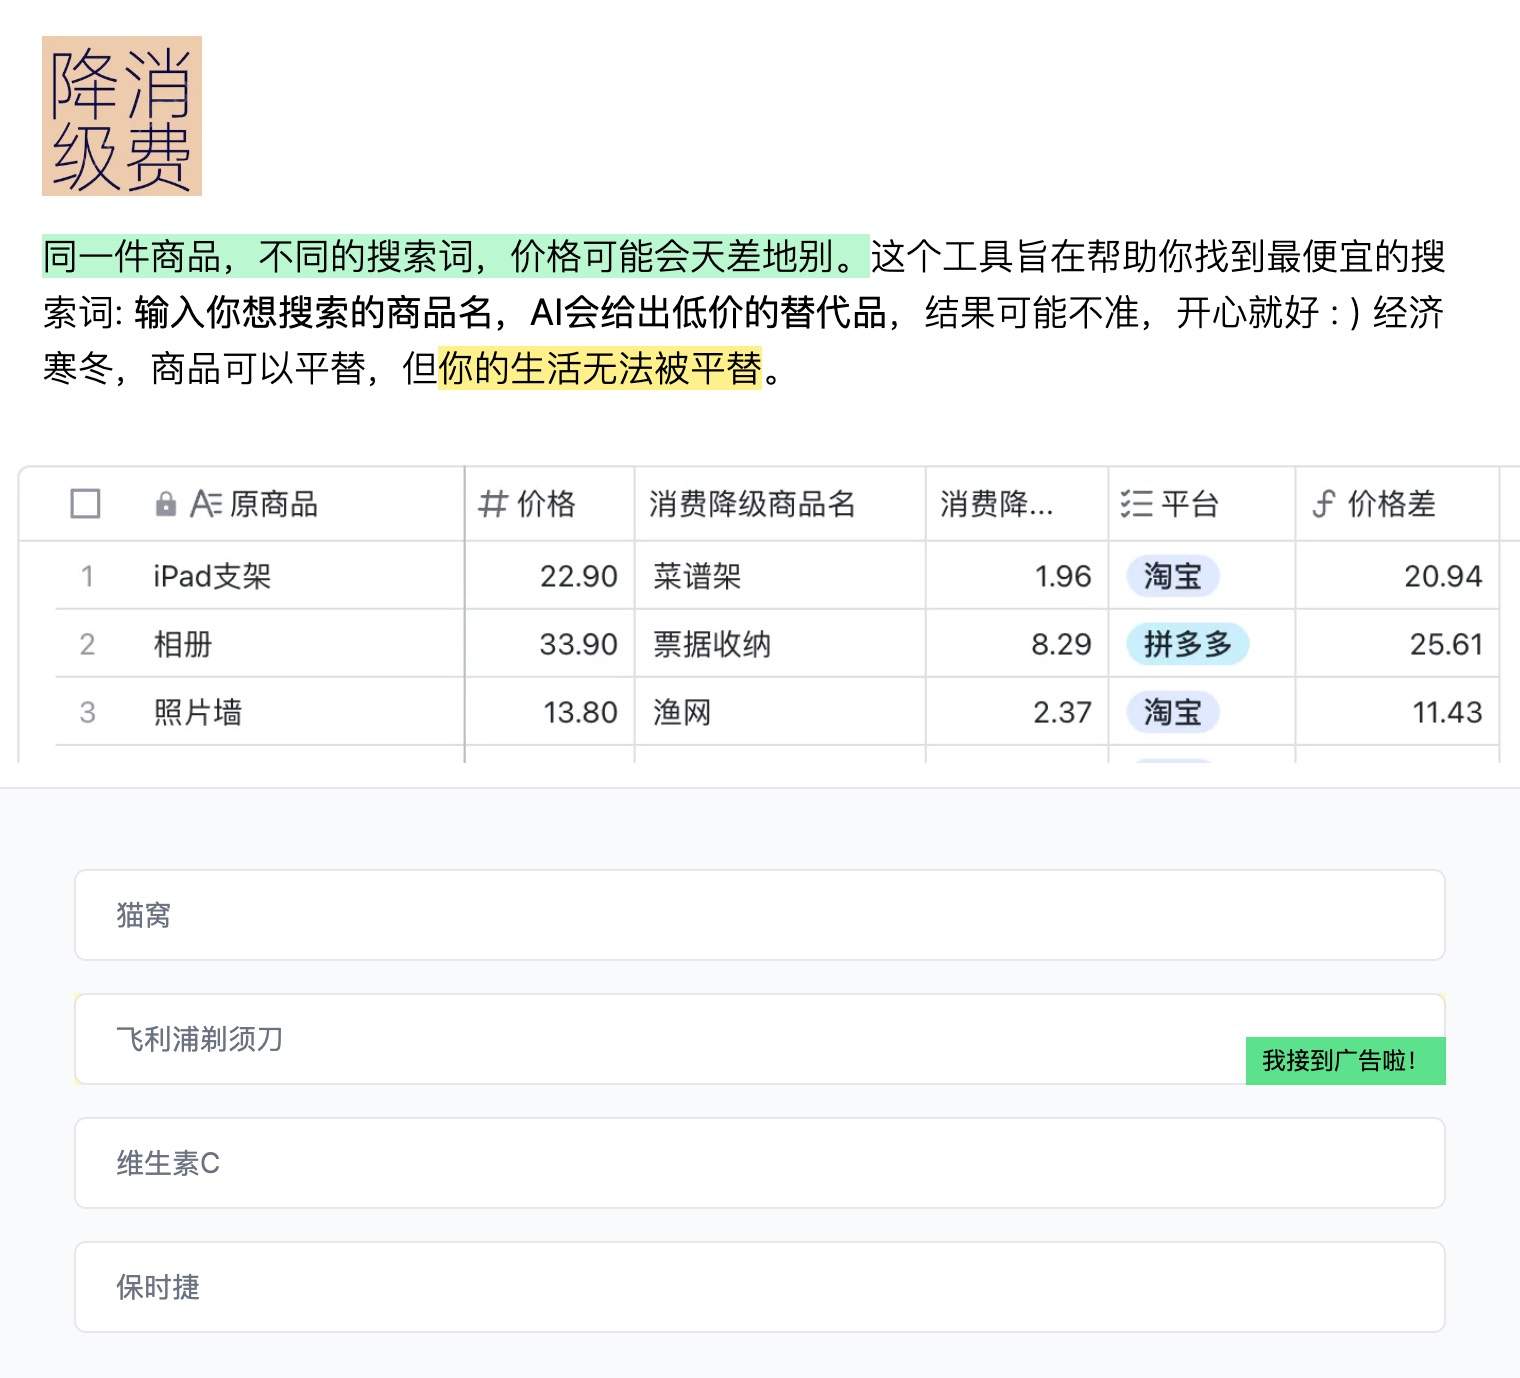 消费
降级
同一件商品，不同的搜索词，价格可能会天差地别。这个工具旨在帮助你找到最便宜的搜
索词: 输入你想搜索的商品名，AI会给出低价的替代品，结果可能不准，开心就好 : ) 经济
寒冬，商品可以平替，但你的生活无法被平替。
原商品 价格 消费降级商品名 消费降... 平台 价格差
1 iPad支架 22.90 菜谱架 1.96 淘宝 20.94
2 相册 33.90 票据收纳 8.29 拼多多 25.61
3 照片墙 13.80 渔网 2.37 淘宝 11.43
猫窝
飞利浦剃须刀
我接到广告啦！
维生素C
保时捷